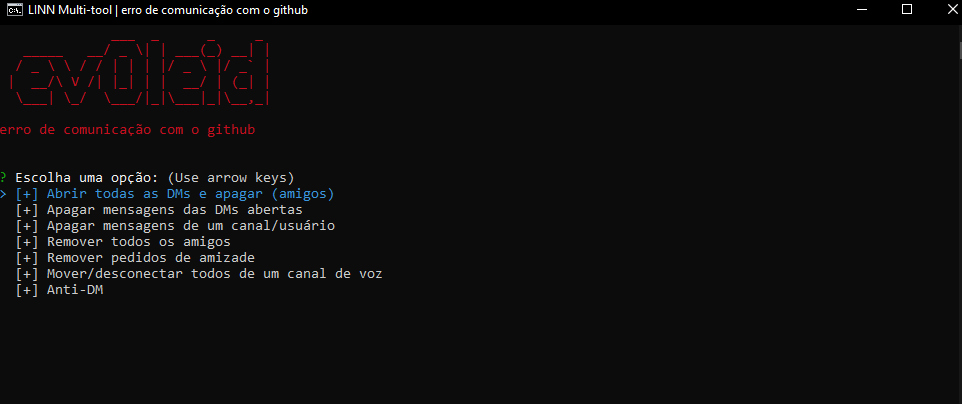 LINN Multi-tool | erro de comunicação com o github
erro de comunicação com o github
? Escolha uma opção: (Use arrow keys)
> [+] Abrir todas as DMs e apagar (amigos)
[+] Apagar mensagens das DMs abertas
[+] Apagar mensagens de um canal/usuário
[+] Remover todos os amigos
[+] Remover pedidos de amizade
[+] Mover/desconectar todos de um canal de voz
[+] Anti-DM